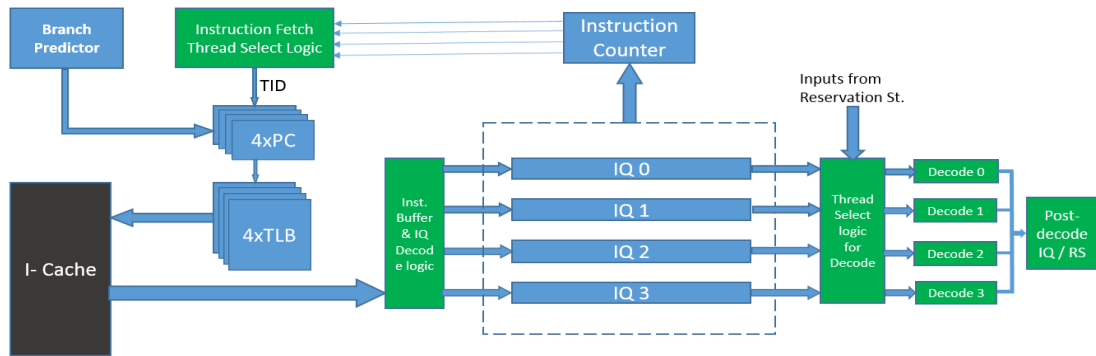 Branch
Predictor
Instruction Fetch
Thread Select Logic
Instruction
Counter
TID
Inputs from
Reservation St.
4xPC
4xTLB
I- Cache
Inst.
Buffer
& IQ
Decod
e logic
IQ 0
IQ 1
IQ 2
IQ 3
Thread
Select
logic
for
Decode
Decode 0
Decode 1
Decode 2
Decode 3
Post-
decode
IQ / RS